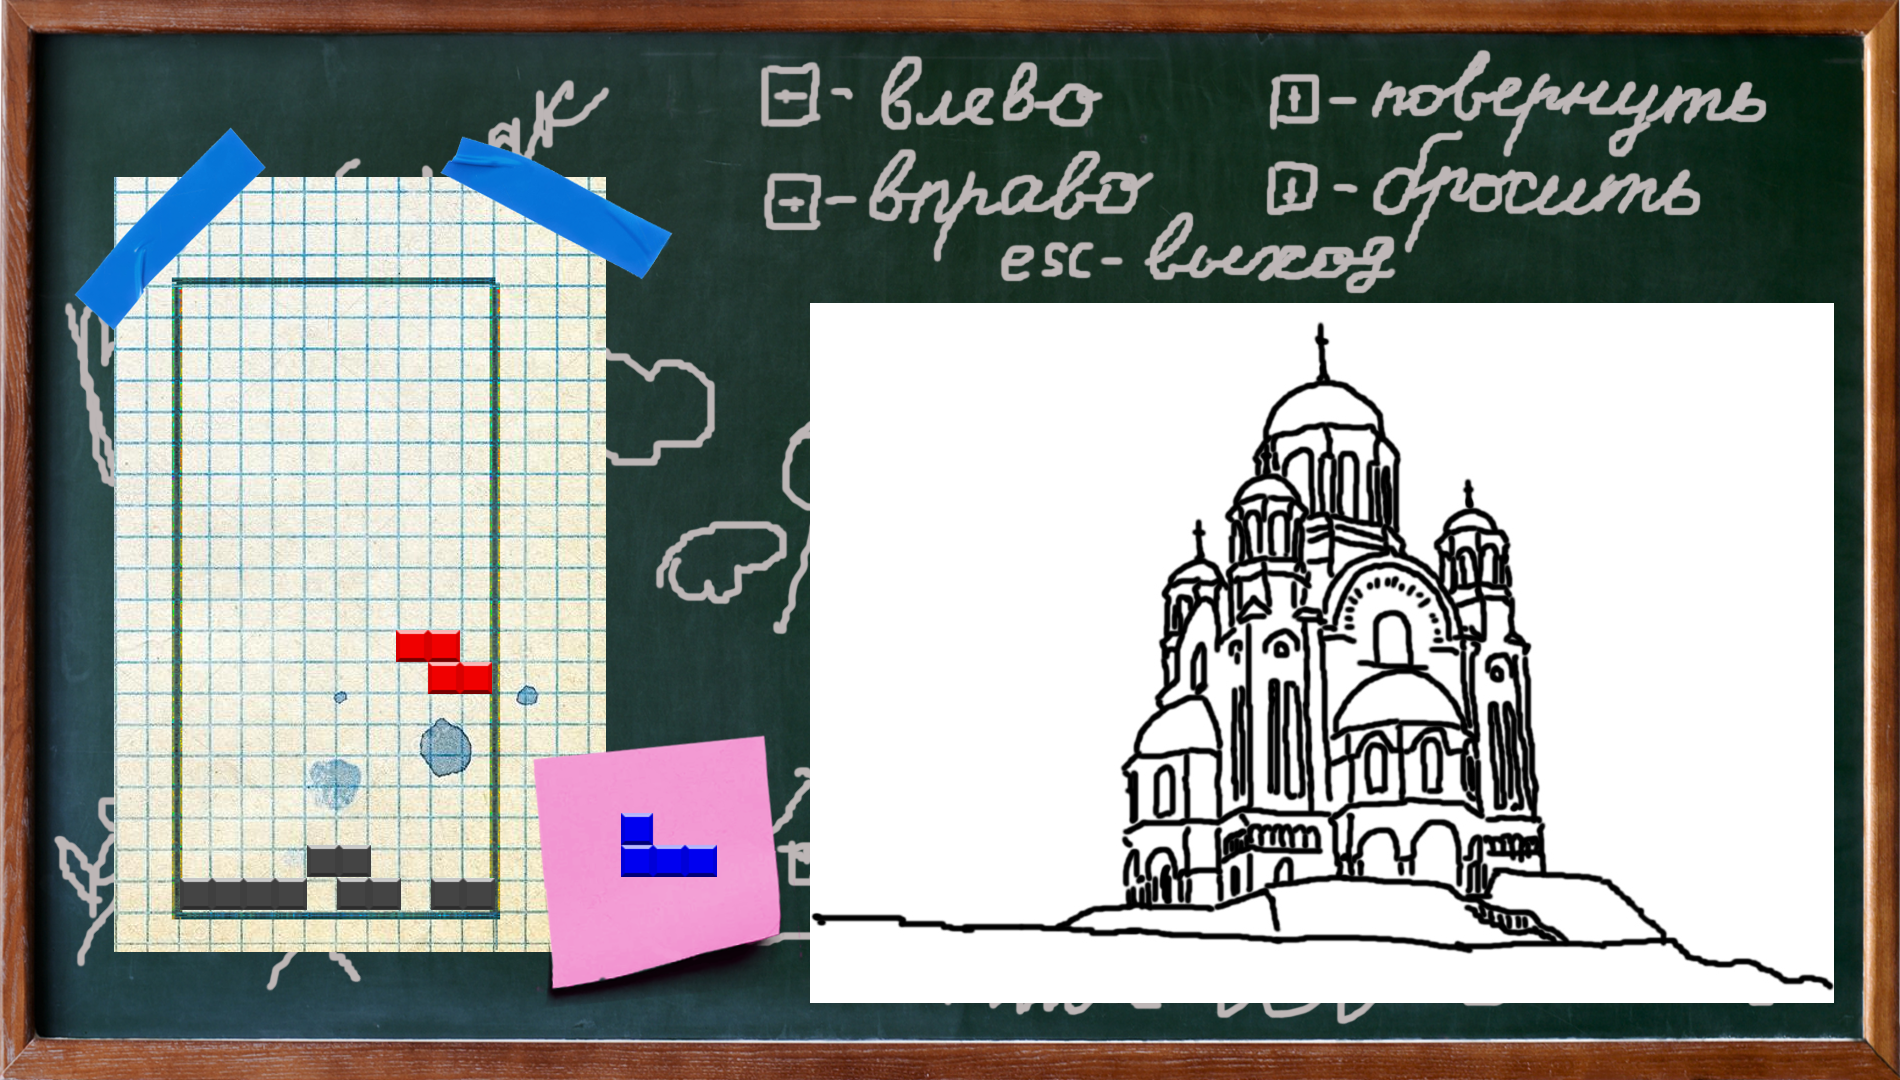 ← - влево
↑ - повернуть
→ - вправо
↓ - бросить
esc - выход